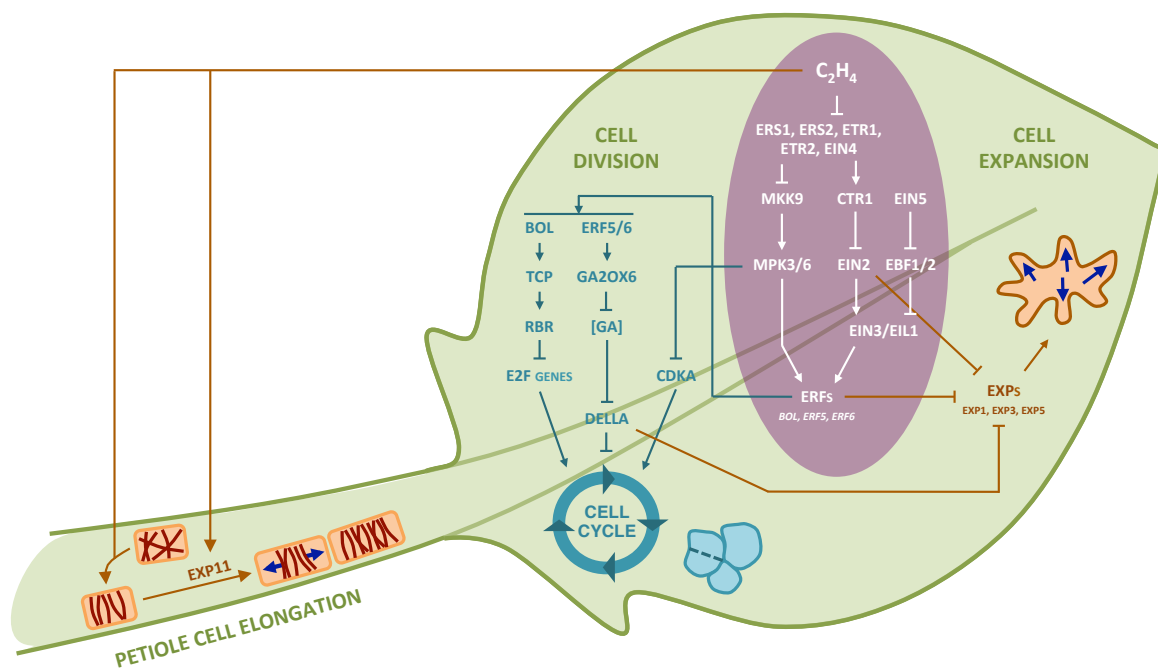 C₂H₄
CELL
DIVISION
CELL
EXPANSION
ERS1, ERS2, ETR1,
ETR2, EIN4
MKK9
CTR1
EIN5
BOL
ERF5/6
MPK3/6
EIN2
EBF1/2
TCP
GA2OX6
RBR
[GA]
EIN3/EIL1
E2F GENES
CDKA
ERFs
BOL, ERF5, ERF6
EXPs
EXP1, EXP3, EXP5
DELLA
CELL
CYCLE
EXP11
PETIOLE CELL ELONGATION